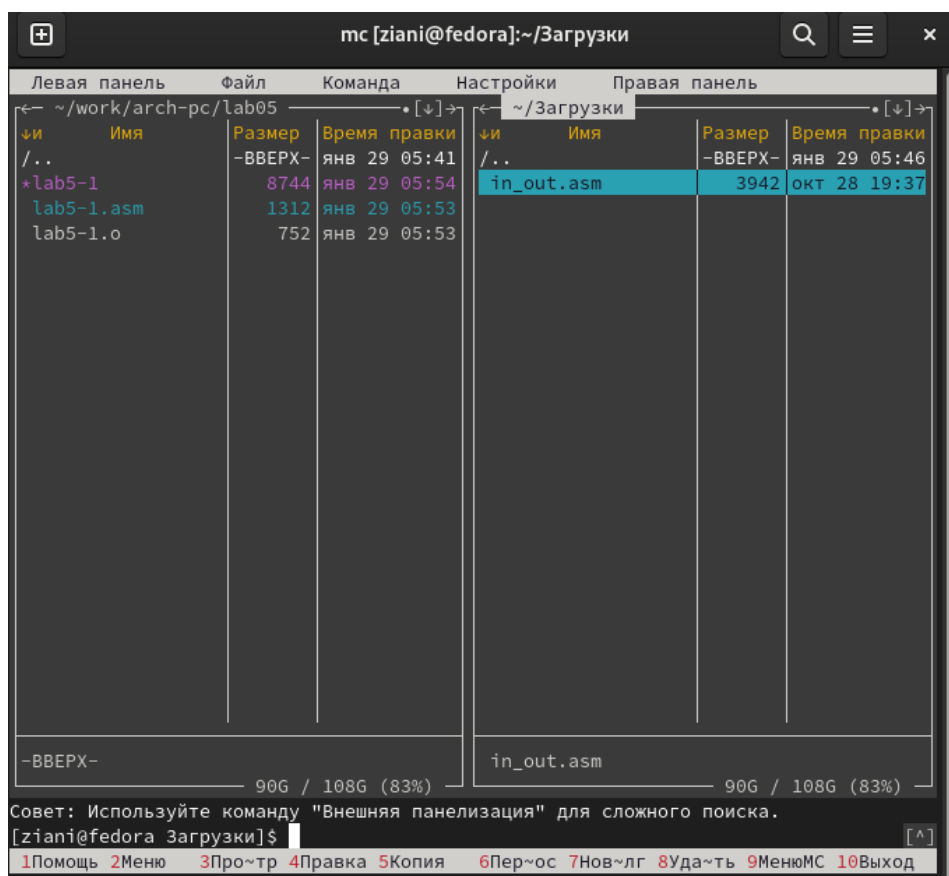 mc [ziani@fedora]:~/Загрузки
Левая панель Файл Команда Настройки Правая панель
~/work/arch-pc/lab05 [↓] ~/Загрузки [↓]
↓и Имя Размер Время правки ↓и Имя Размер Время правки
/.. -ВВЕРХ- янв 29 05:41 /.. -ВВЕРХ- янв 29 05:46
*lab5-1 8744 янв 29 05:54 in_out.asm 3942 окт 28 19:37
lab5-1.asm 1312 янв 29 05:53
lab5-1.o 752 янв 29 05:53
-ВВЕРХ- in_out.asm
90G / 108G (83%) 90G / 108G (83%)
Совет: Используйте команду "Внешняя панелизация" для сложного поиска.
[ziani@fedora Загрузки]$ [^]
1Помощь 2Меню 3Про~тр 4Правка 5Копия 6Пер~ос 7Нов~лг 8Уда~ть 9МенюMC 10Выход